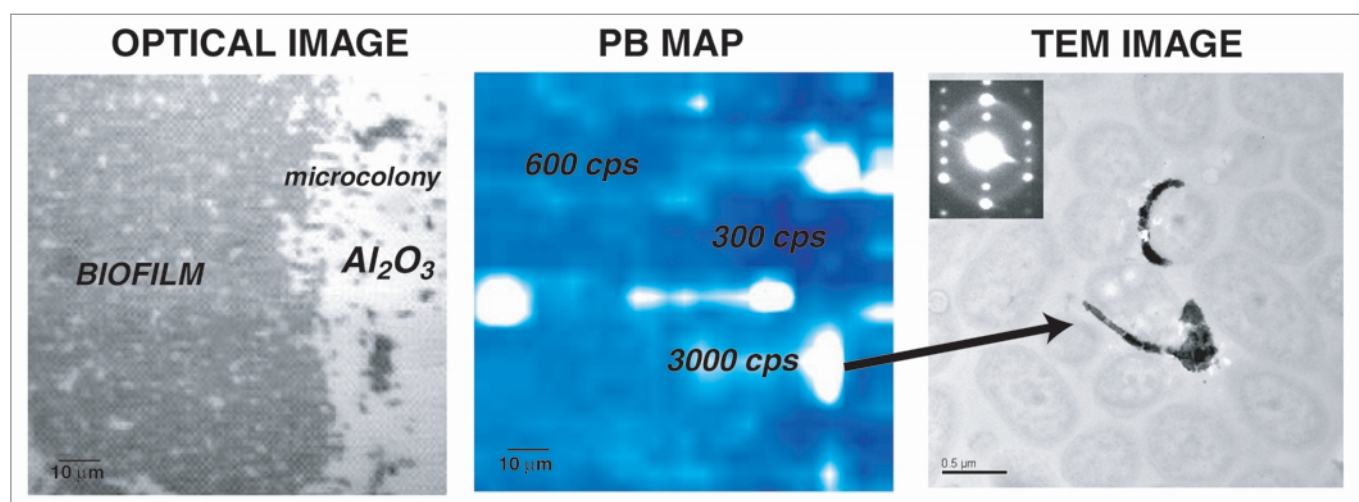 OPTICAL IMAGE
PB MAP
TEM IMAGE
microcolony
BIOFILM
Al₂O₃
10 μm
600 cps
300 cps
3000 cps
10 μm
0.5 μm